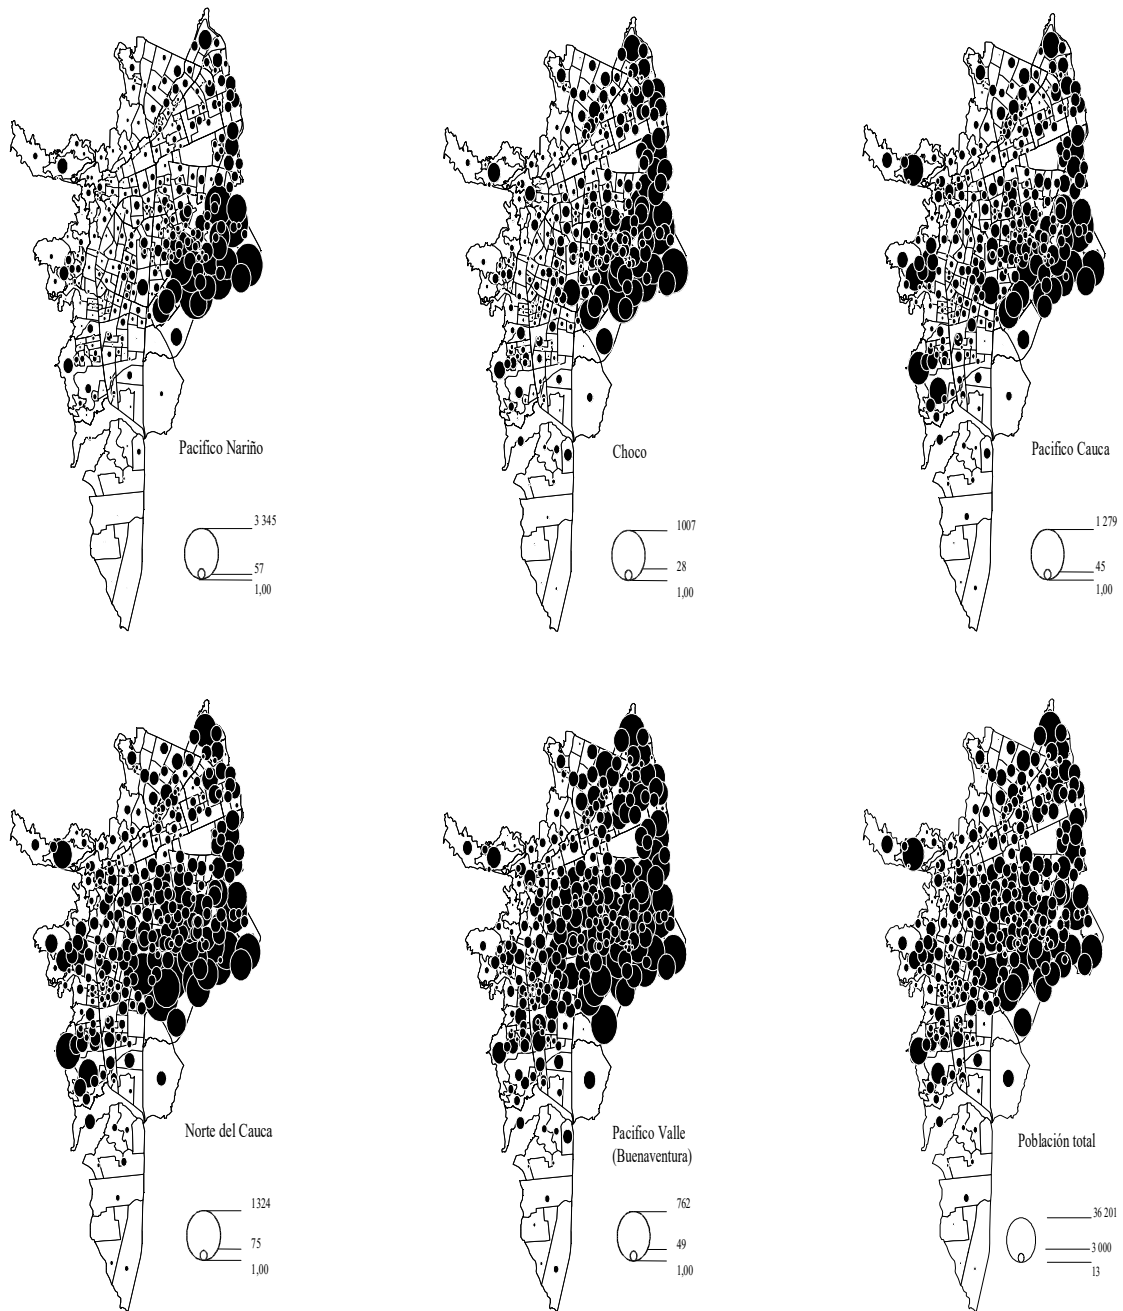 Pacifico Nariño
3 345
57
1,00
Choco
1007
28
1,00
Pacifico Cauca
1 279
45
1,00
Norte del Cauca
1324
75
1,00
Pacifico Valle
(Buenaventura)
762
49
1,00
Población total
36 201
3 000
13